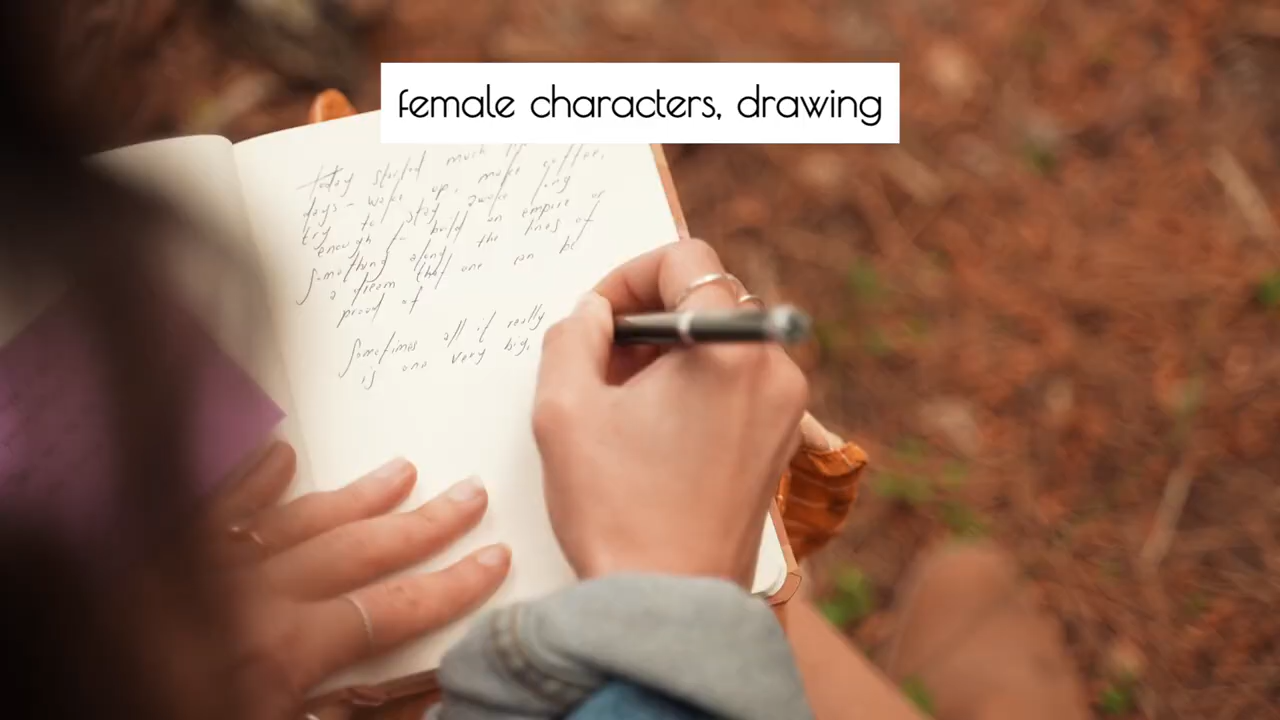 female characters, drawing
today started much
days - wake up, make coffee,
try to stay awake long
enough to build an empire or
something along the lines of
a dream that one can be
proud of
Sometimes all it really
is one very big,